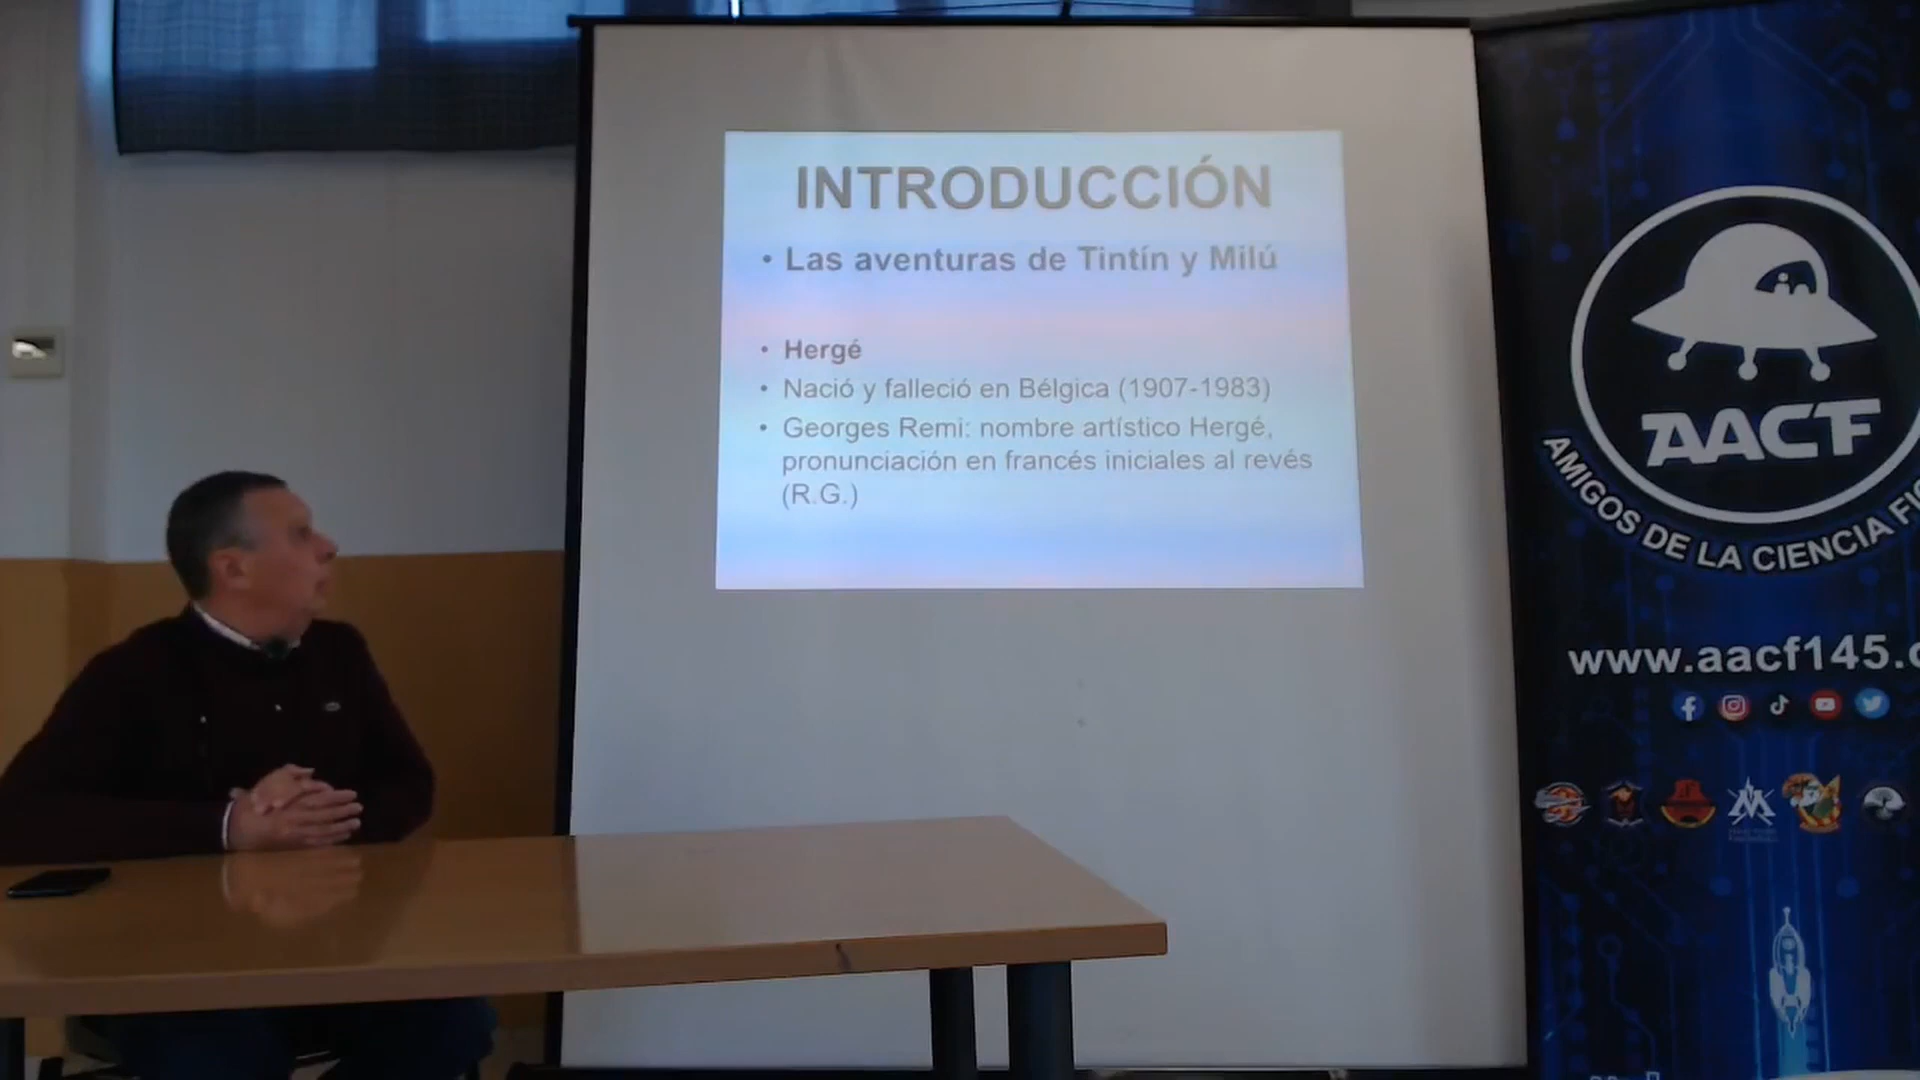 INTRODUCCIÓN
• Las aventuras de Tintín y Milú
• Hergé
• Nació y falleció en Bélgica (1907-1983)
• Georges Remi: nombre artístico Hergé,
pronunciación en francés iniciales al revés
(R.G.)
AACF
AMIGOS DE LA CIENCIA FIC
www.aacf145.c